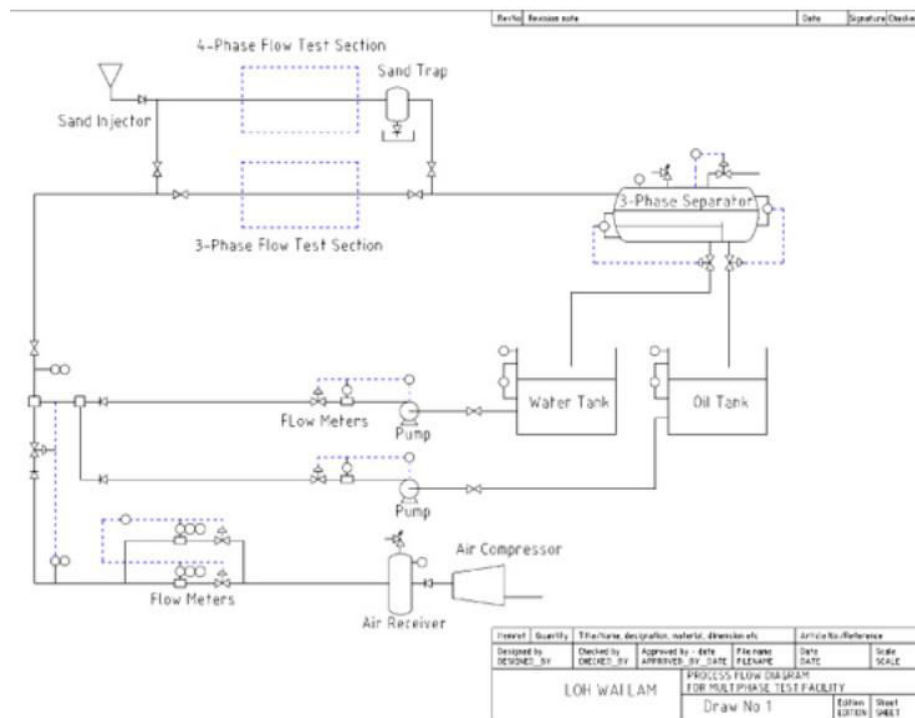 RevNo Revision note Date Signature Checked
4-Phase Flow Test Section
Sand Trap
Sand Injector
3-Phase Separator
3-Phase Flow Test Section
Water Tank
Oil Tank
FLow Meters
Pump
Pump
Air Compressor
Flow Meters
Air Receiver
Itemref Quantity Title/Name, designation, material, dimension etc Article No./Reference
Designed by Checked by Approved by - date File name Date Scale
DESIGNED_BY CHECKED_BY APPROVED_BY_DATE FILENAME DATE SCALE
LOH WAI LAM
PROCESS FLOW DIAGRAM
FOR MULTIPHASE TEST FACILITY
Draw No 1
Edition Sheet
EDITION SHEET